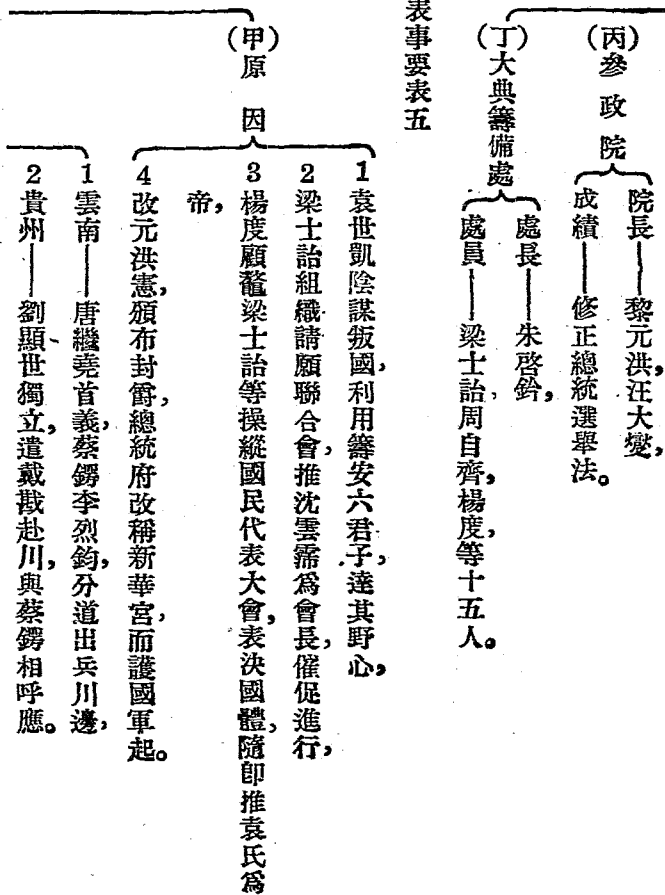 (丙)參政院
院長——黎元洪,汪大燮,
成績——修正總統選舉法。
(丁)大典籌備處
處長——朱啓鈐,
處員——梁士詒,周自齊,楊度,等十五人。
表事要表五
(甲)原因
1 袁世凱陰謀叛國,利用籌安六君子,達其野心,
2 梁士詒組織請願聯合會,推沈雲霈爲會長,催促進行,
3 楊度顧鼇梁士詒等操縱國民代表大會,表決國體,隨卽推袁氏爲
帝,
4 改元洪憲,頒布封爵,總統府改稱新華宮,而護國軍起。
1 雲南——唐繼堯首義,蔡鍔李烈鈞,分道出兵川邊,
2 貴州——劉顯世獨立,遣戴戡赴川,與蔡鍔相呼應。